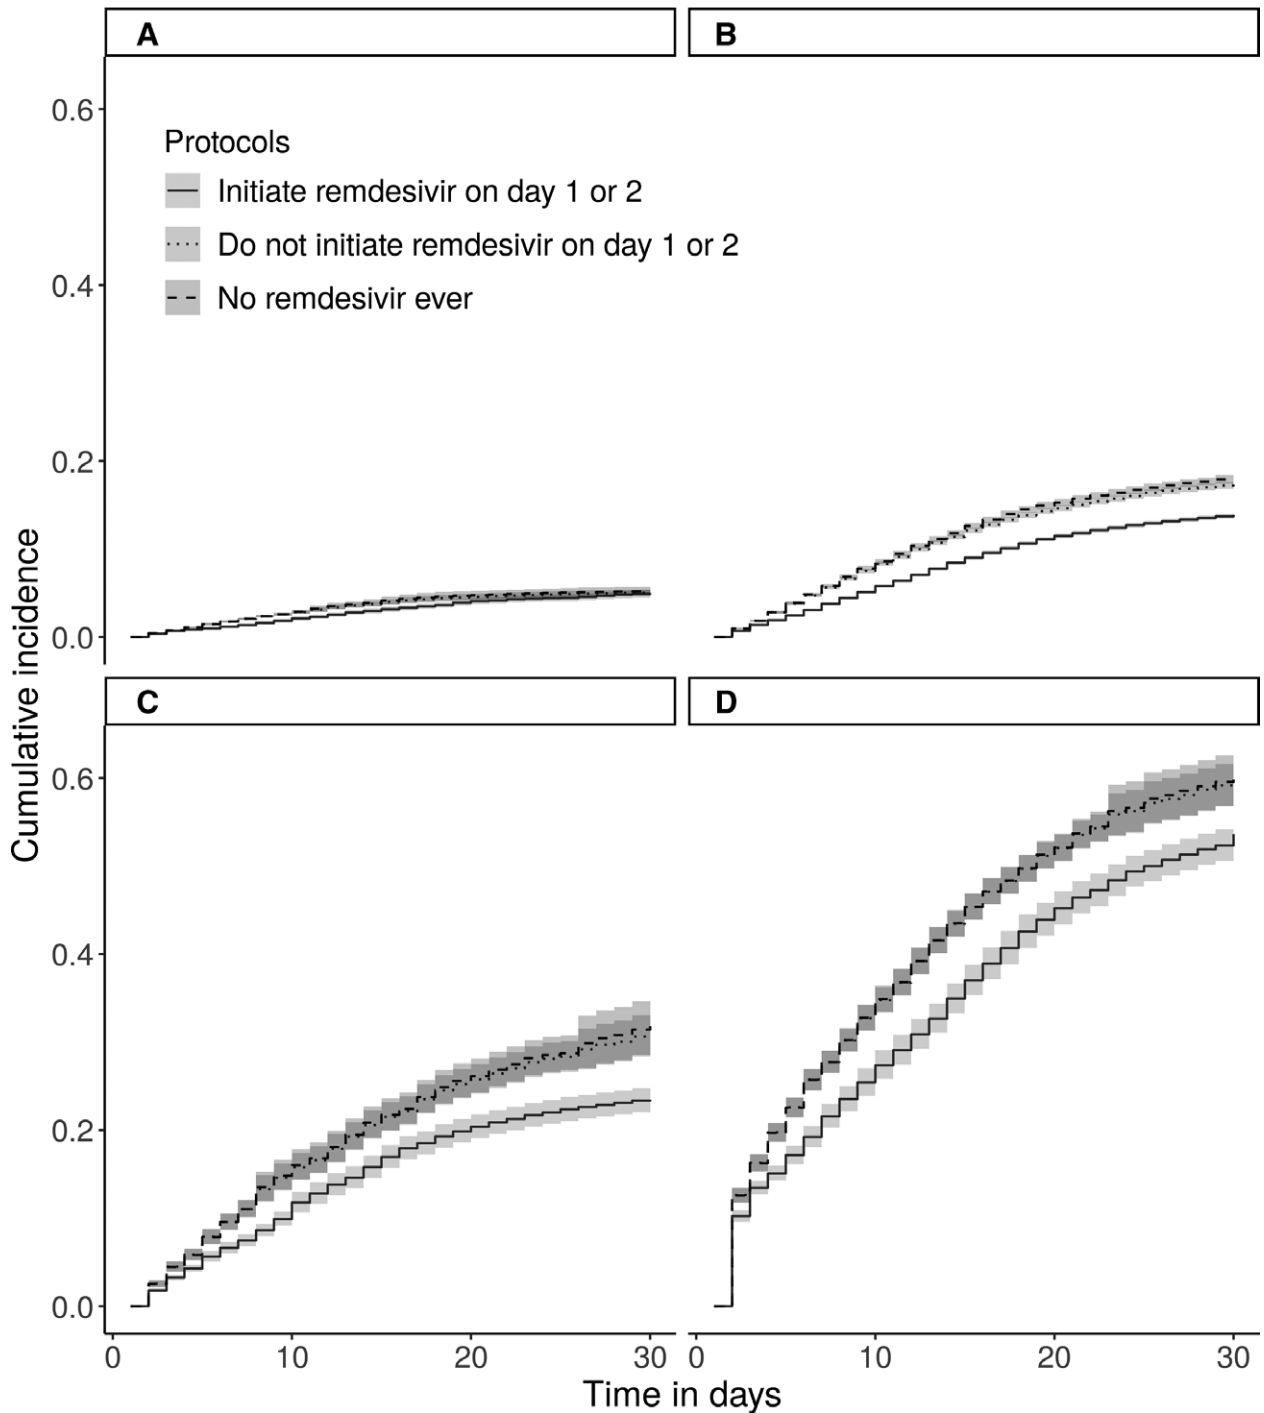 A
B
0.6
Protocols
Initiate remdesivir on day 1 or 2
Do not initiate remdesivir on day 1 or 2
No remdesivir ever
0.4
0.2
0.0
Cumulative incidence
C
D
0.6
0.4
0.2
0.0
0 10 20 30 0 10 20 30
Time in days